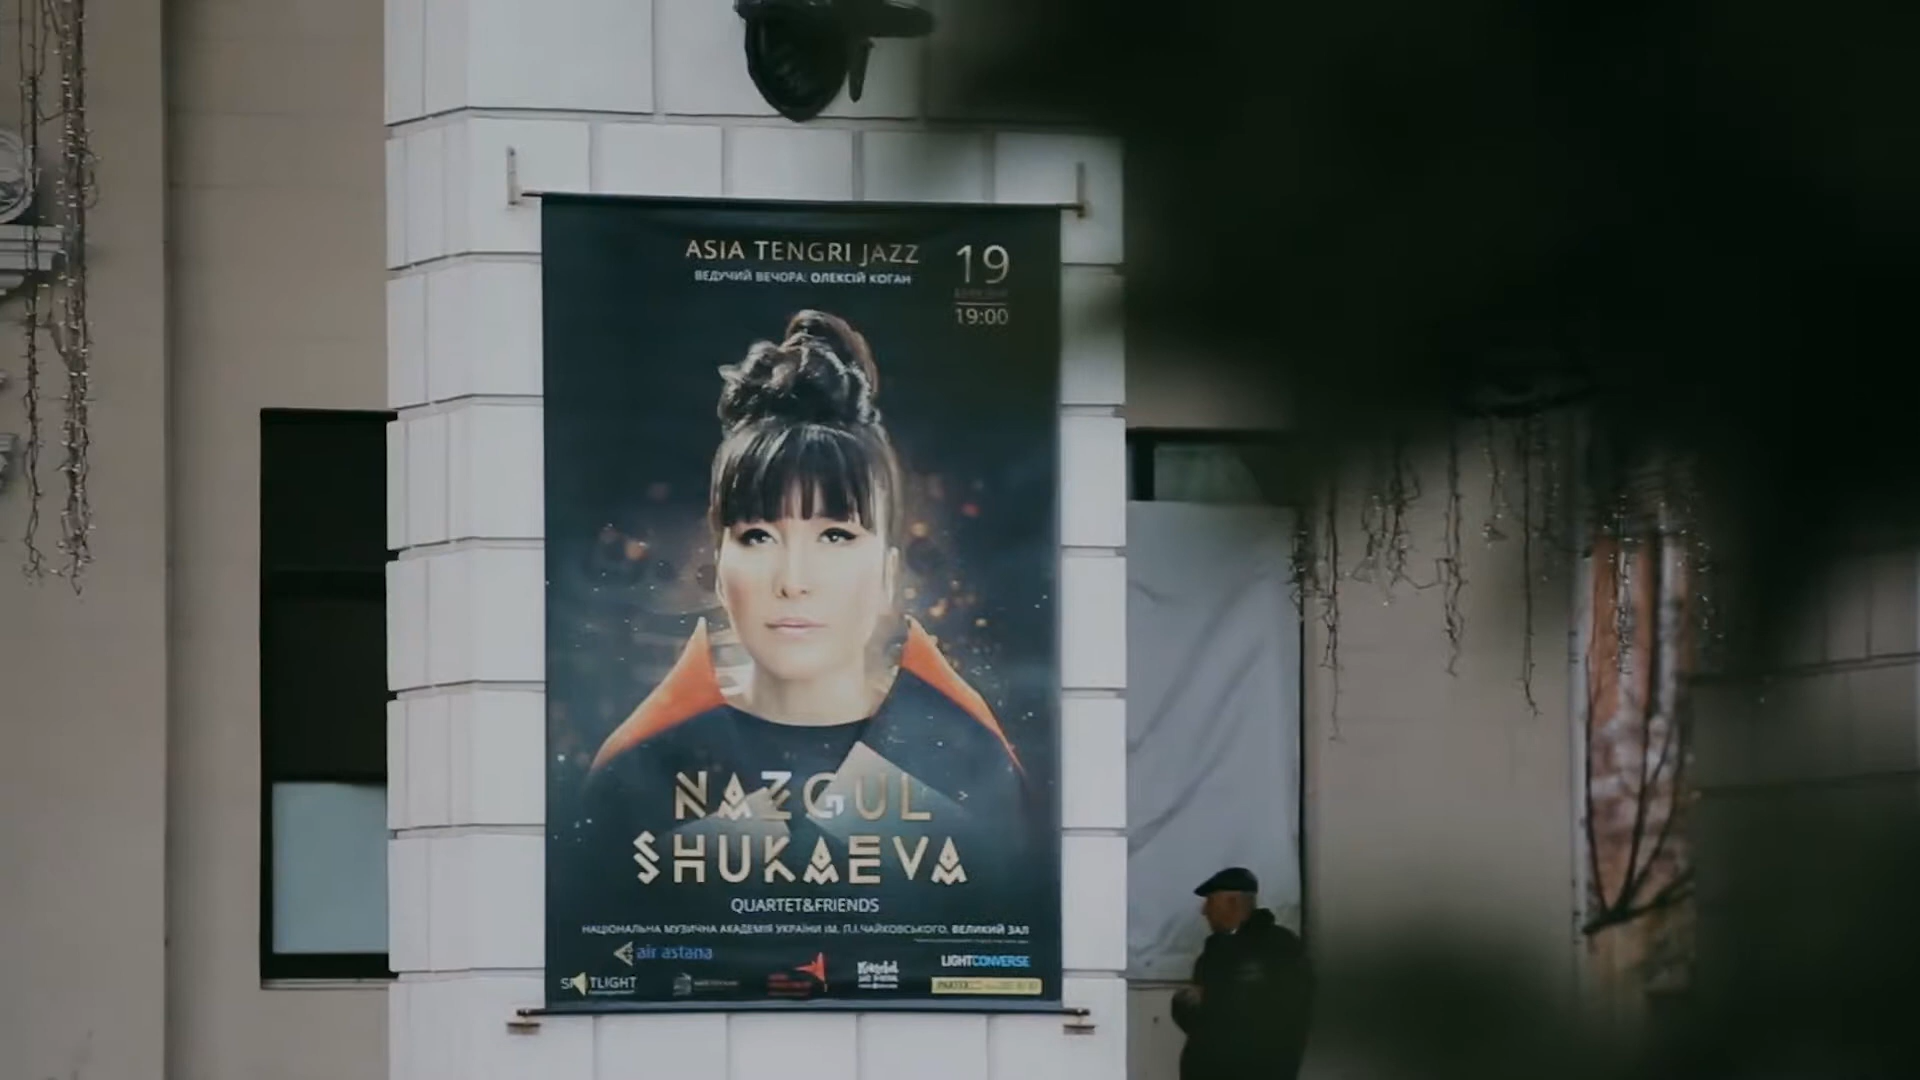 ASIA TENGRI JAZZ
ВЕДУЧИЙ ВЕЧОРА: ОЛЕКСІЙ КОГАН
19
19:00
NAZGUL
SHUKAEVA
QUARTET&FRIENDS
НАЦІОНАЛЬНА МУЗИЧНА АКАДЕМІЯ УКРАЇНИ ІМ. П.І.ЧАЙКОВСЬКОГО, ВЕЛИКИЙ ЗАЛ
air astana
LIGHTCONVERSE
PARTER